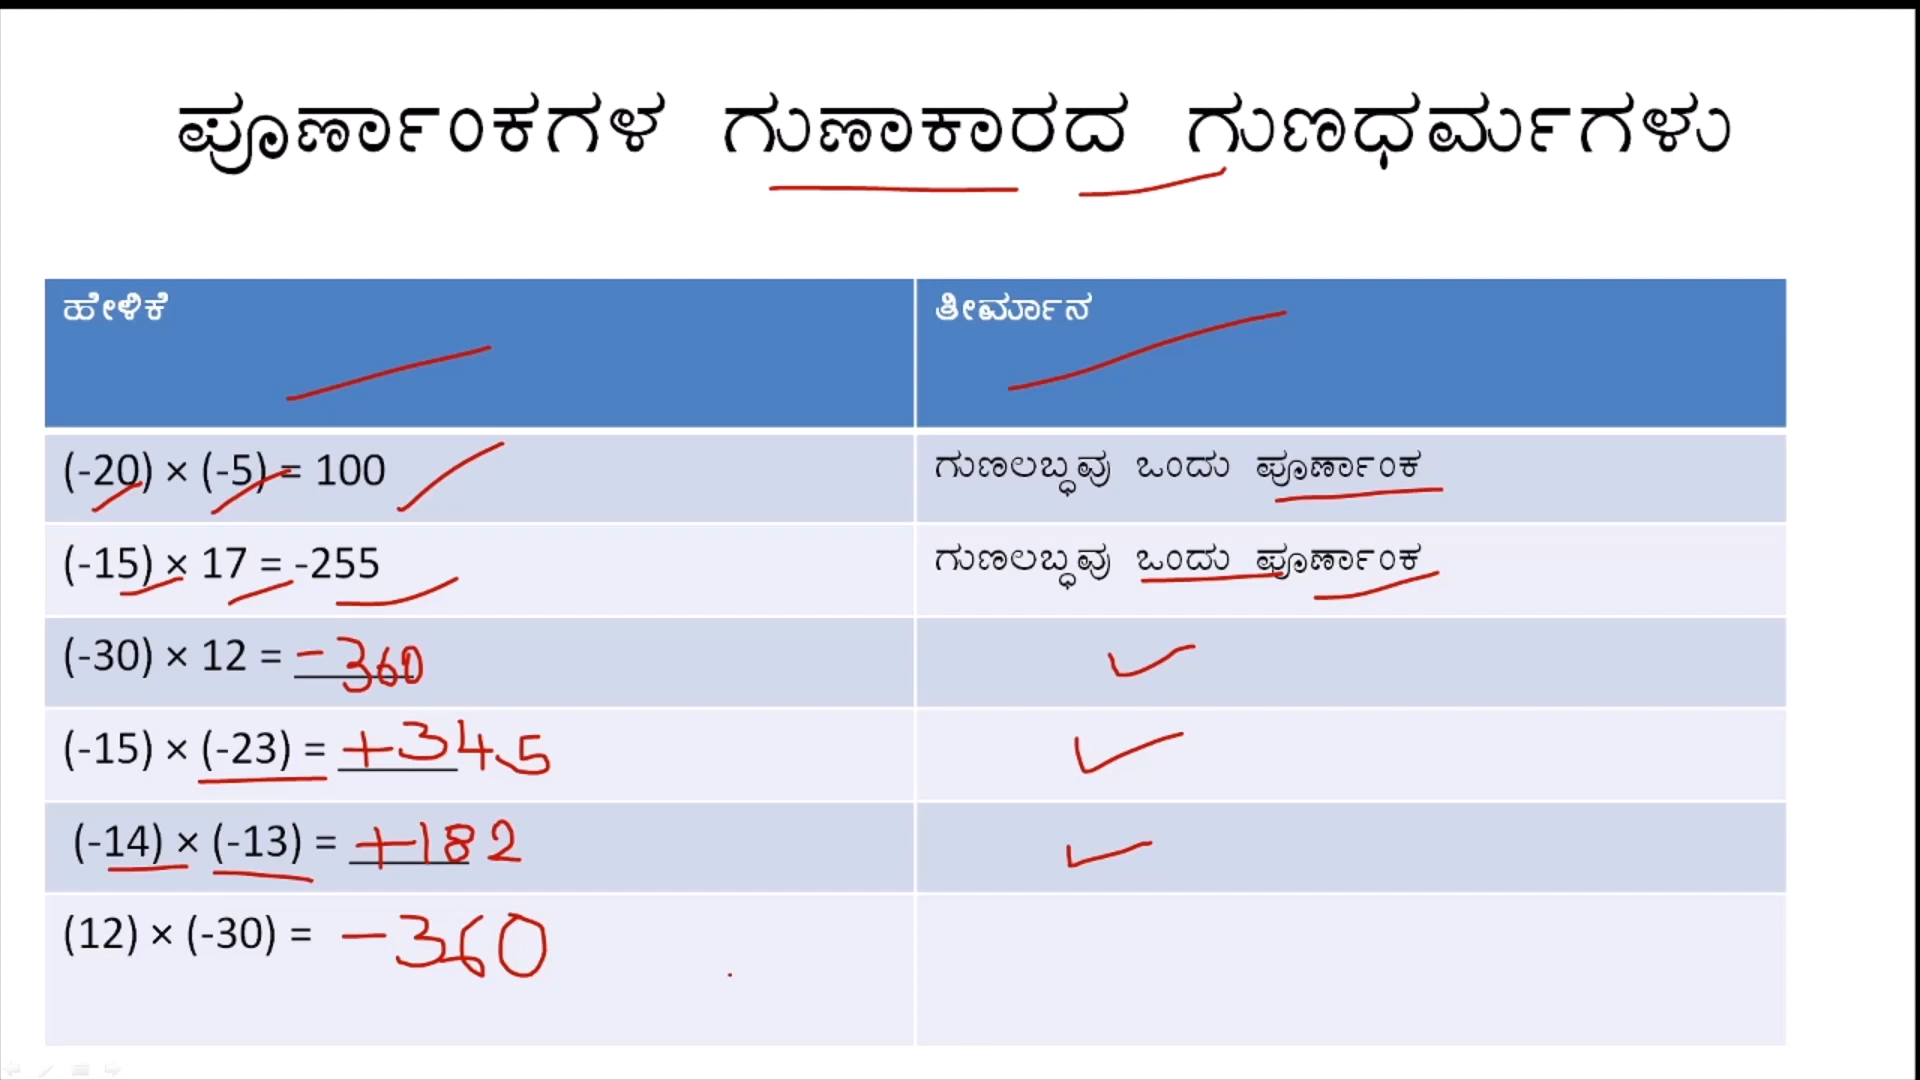 ಪೂರ್ಣಾಂಕಗಳ ಗುಣಾಕಾರದ ಗುಣಧರ್ಮಗಳು
ಹೇಳಿಕೆ ತೀರ್ಮಾನ
(-20) × (-5) = 100 ಗುಣಲಬ್ಧವು ಒಂದು ಪೂರ್ಣಾಂಕ
(-15) × 17 = -255 ಗುಣಲಬ್ಧವು ಒಂದು ಪೂರ್ಣಾಂಕ
(-30) × 12 = -360
(-15) × (-23) = +345
(-14) × (-13) = +182
(12) × (-30) = -360